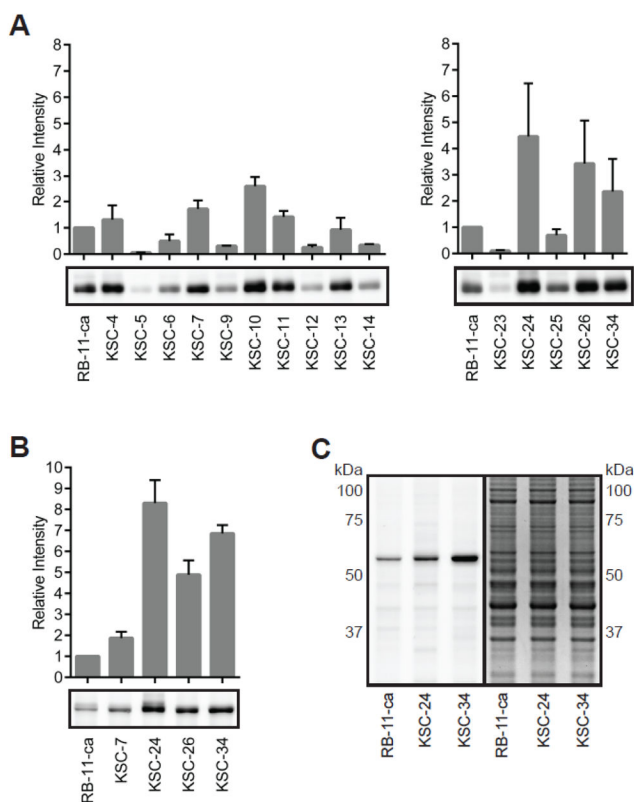 A
Relative Intensity
8
7
6
5
4
3
2
1
0
RB-11-ca
KSC-4
KSC-5
KSC-6
KSC-7
KSC-9
KSC-10
KSC-11
KSC-12
KSC-13
KSC-14
Relative Intensity
8
7
6
5
4
3
2
1
0
RB-11-ca
KSC-23
KSC-24
KSC-25
KSC-26
KSC-34
B
Relative Intensity
10
9
8
7
6
5
4
3
2
1
0
RB-11-ca
KSC-7
KSC-24
KSC-26
KSC-34
C
kDa
100
75
50
37
kDa
100
75
50
37
RB-11-ca
KSC-24
KSC-34
RB-11-ca
KSC-24
KSC-34